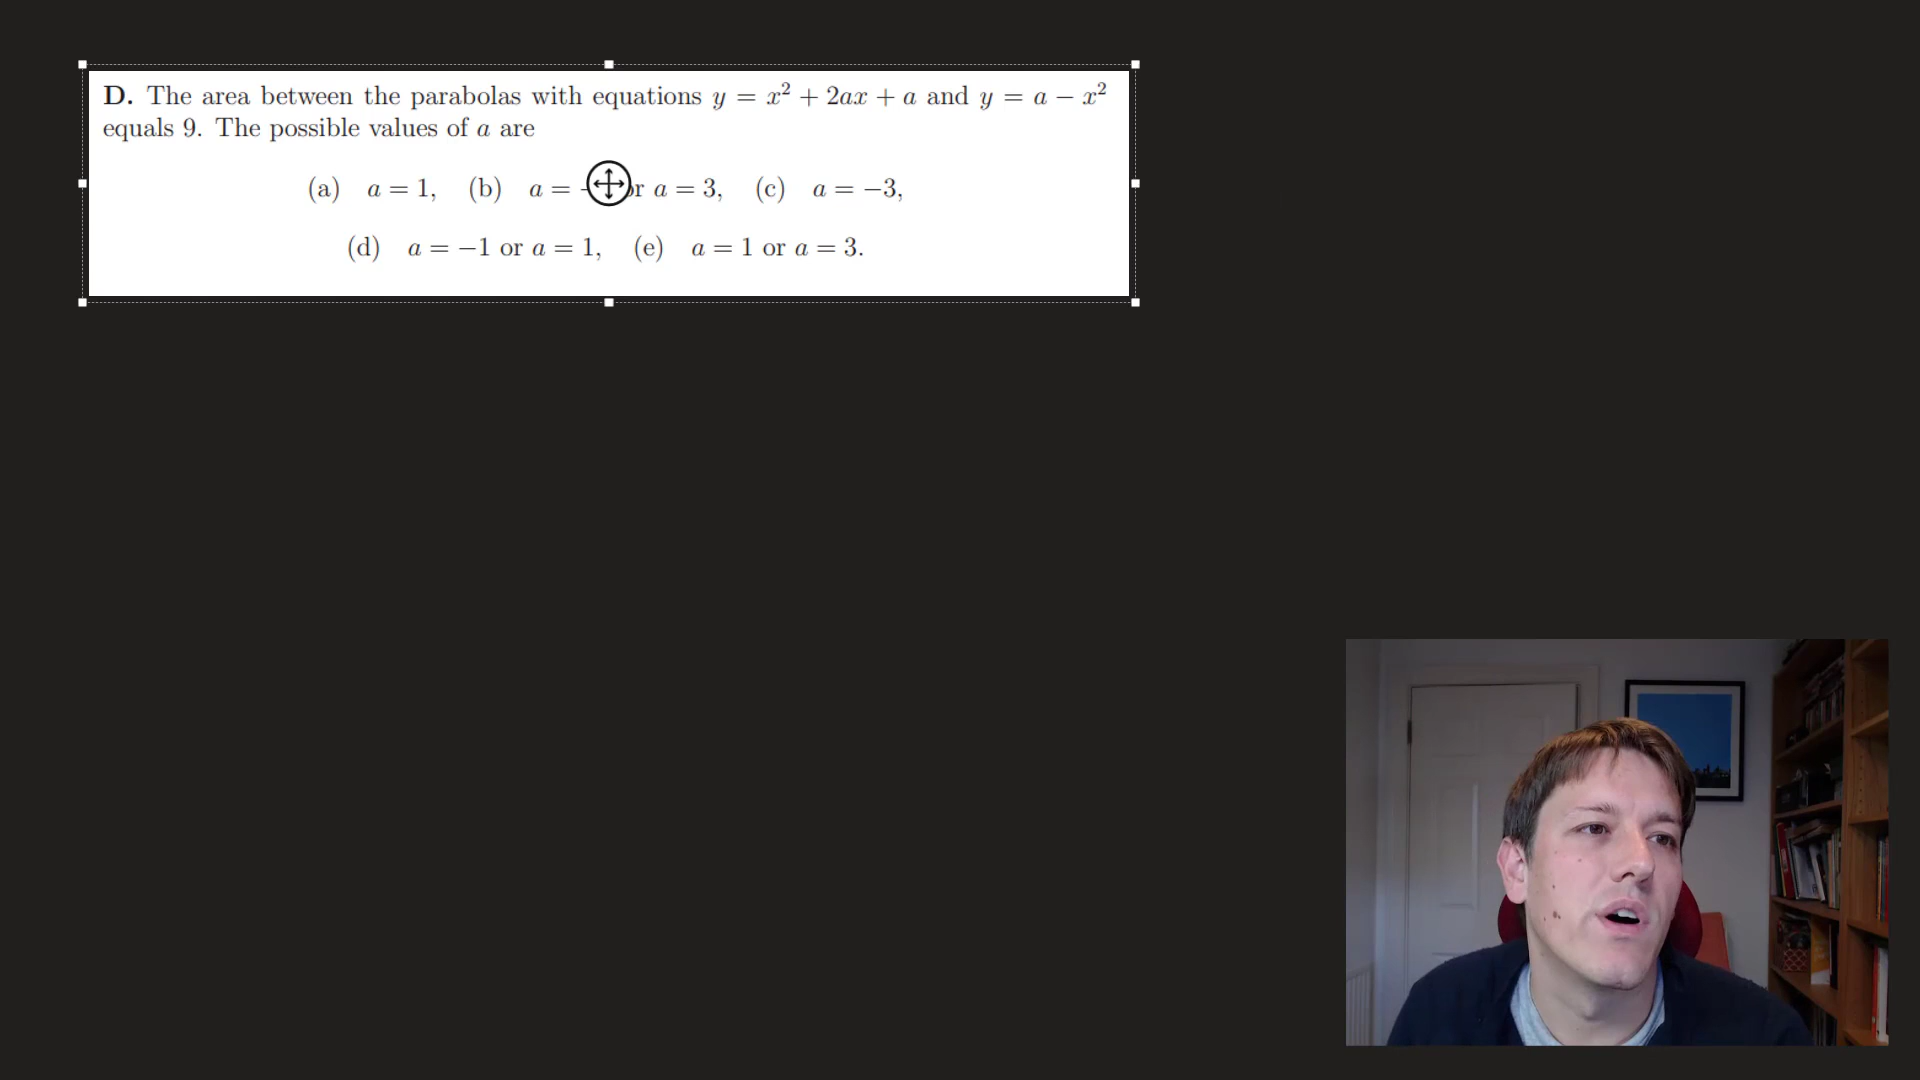 D. The area between the parabolas with equations y = x² + 2ax + a and y = a − x²
equals 9. The possible values of a are
(a) a = 1, (b) a = r a = 3, (c) a = −3,
(d) a = −1 or a = 1, (e) a = 1 or a = 3.